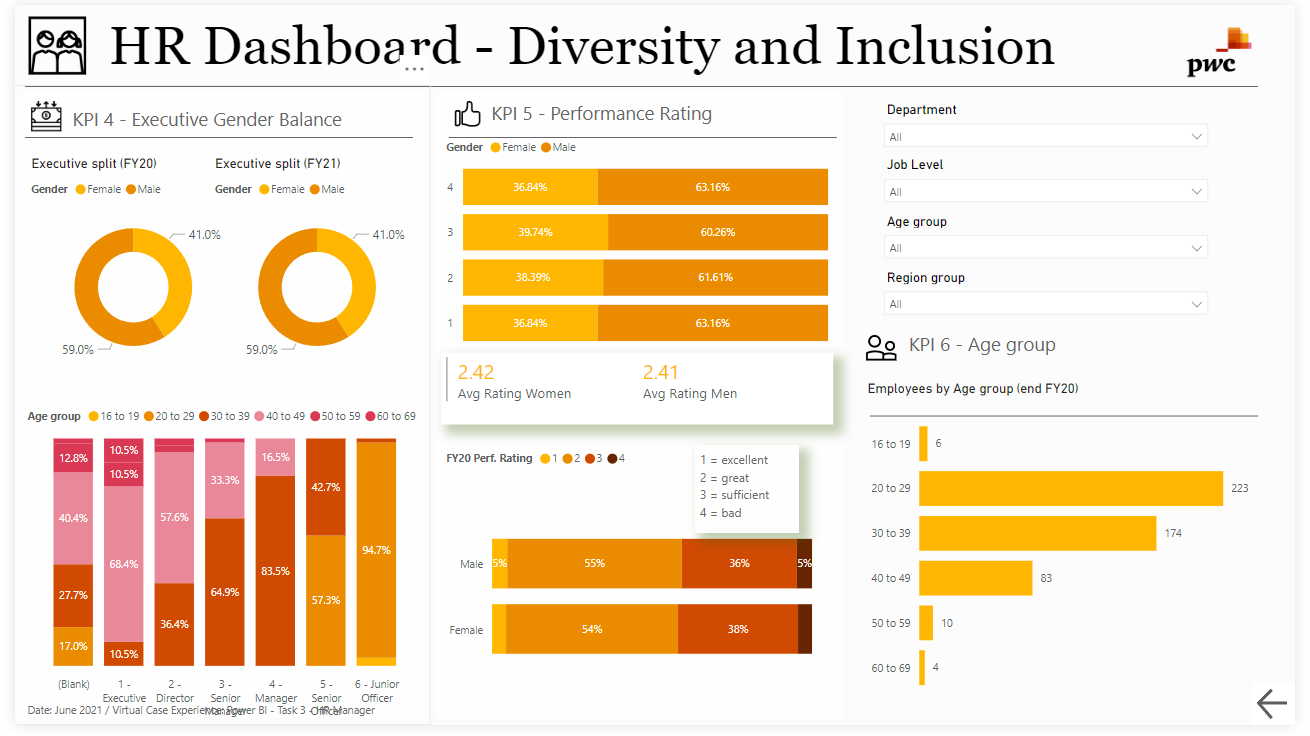 HR Dashboard - Diversity and Inclusion
pwc
KPI 4 - Executive Gender Balance
Executive split (FY20)
Gender Female Male
41.0%
59.0%
Executive split (FY21)
Gender Female Male
41.0%
59.0%
Age group 16 to 19 20 to 29 30 to 39 40 to 49 50 to 59 60 to 69
12.8%
40.4%
27.7%
17.0%
(Blank)
10.5%
10.5%
68.4%
10.5%
1 -
Executive
57.6%
36.4%
2 -
Director
33.3%
64.9%
3 -
Senior
Manager
16.5%
83.5%
4 -
Manager
42.7%
57.3%
5 -
Senior
Officer
94.7%
6 - Junior
Officer
Date: June 2021 / Virtual Case Experience: Power BI - Task 3 - HR Manager
KPI 5 - Performance Rating
Gender Female Male
4 36.84% 63.16%
3 39.74% 60.26%
2 38.39% 61.61%
1 36.84% 63.16%
2.42
Avg Rating Women
2.41
Avg Rating Men
FY20 Perf. Rating 1 2 3 4
1 = excellent
2 = great
3 = sufficient
4 = bad
Male 5% 55% 36% 5%
Female 54% 38%
Department
All
Job Level
All
Age group
All
Region group
All
KPI 6 - Age group
Employees by Age group (end FY20)
16 to 19 6
20 to 29 223
30 to 39 174
40 to 49 83
50 to 59 10
60 to 69 4